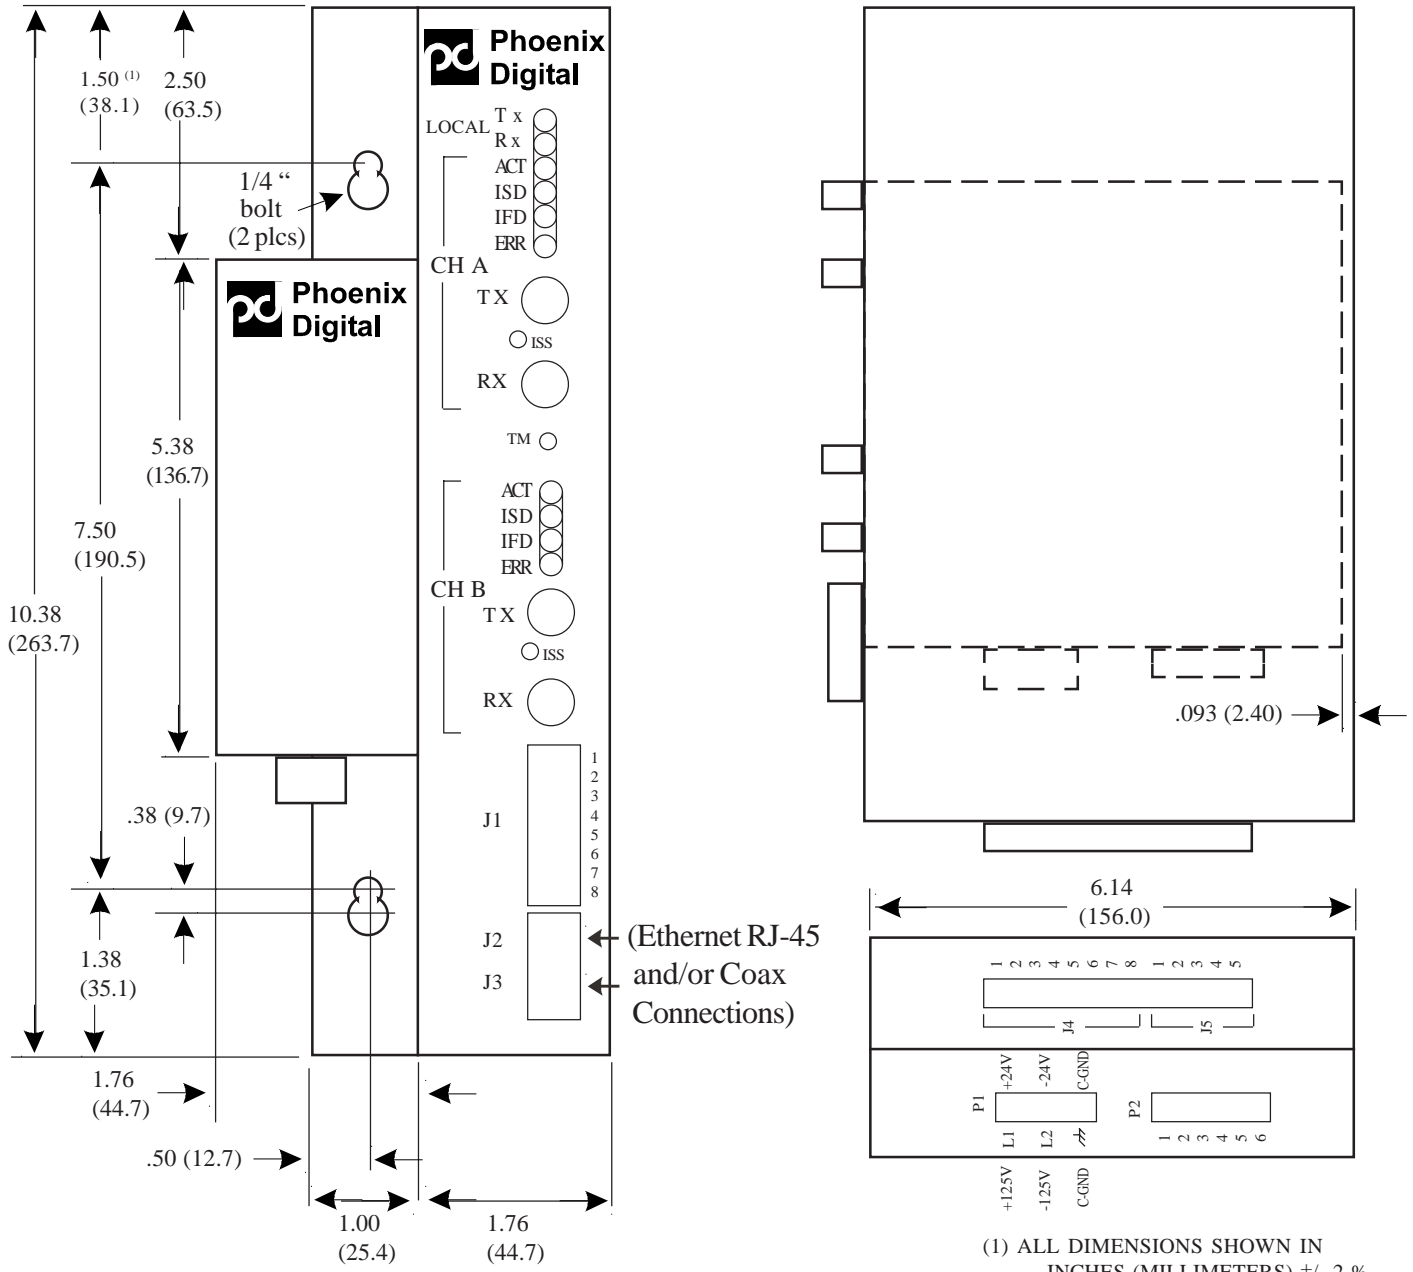 1.50 (1)
(38.1)
2.50
(63.5)
1/4 “
bolt
(2 plcs)
pd Phoenix
Digital
LOCAL
T x
R x
ACT
ISD
IFD
ERR
CH A
TX
ISS
RX
TM
ACT
ISD
IFD
ERR
CH B
TX
ISS
RX
pd Phoenix
Digital
5.38
(136.7)
7.50
(190.5)
10.38
(263.7)
.38 (9.7)
1.38
(35.1)
1.76
(44.7)
.50 (12.7)
1.00
(25.4)
1.76
(44.7)
J1
1
2
3
4
5
6
7
8
J2
J3
(Ethernet RJ-45
and/or Coax
Connections)
.093 (2.40)
6.14
(156.0)
1 2 3 4 5 6 7 8 1 2 3 4 5
J4 J5
+24V -24V C-GND
P1 P2
L1 L2
1 2 3 4 5 6
+125V -125V C-GND
(1) ALL DIMENSIONS SHOWN IN
INCHES (MILLIMETERS) +/- 2 %